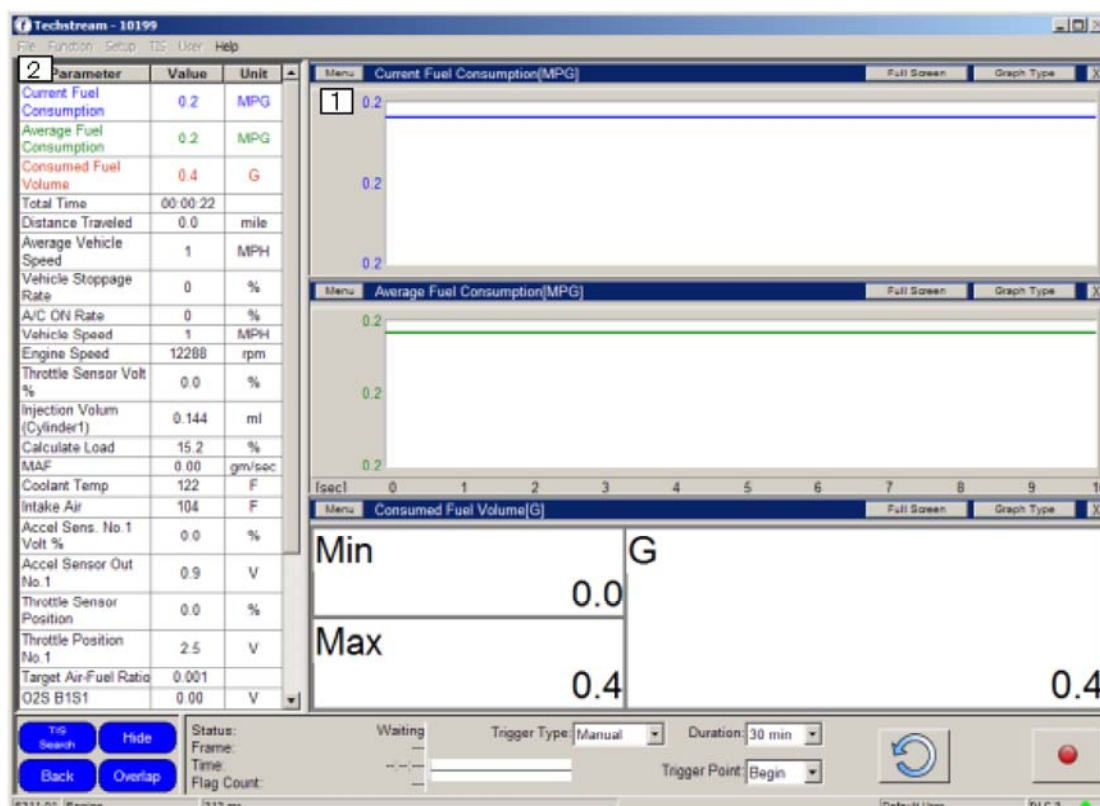 Techstream - 10199
File Function Setup TIS User Help
2 Parameter Value Unit
Current Fuel
Consumption 0.2 MPG
Average Fuel
Consumption 0.2 MPG
Consumed Fuel
Volume 0.4 G
Total Time 00:00:22
Distance Traveled 0.0 mile
Average Vehicle
Speed 1 MPH
Vehicle Stoppage
Rate 0 %
A/C ON Rate 0 %
Vehicle Speed 1 MPH
Engine Speed 12288 rpm
Throttle Sensor Volt
% 0.0 %
Injection Volum
(Cylinder1) 0.144 ml
Calculate Load 15.2 %
MAF 0.00 gm/sec
Coolant Temp 122 F
Intake Air 104 F
Accel Sens. No.1
Volt % 0.0 %
Accel Sensor Out
No.1 0.9 V
Throttle Sensor
Position 0.0 %
Throttle Position
No.1 2.5 V
Target Air-Fuel Ratio 0.001
O2S B1S1 0.00 V
Menu Current Fuel Consumption[MPG] Full Screen Graph Type X
1
0.2
0.2
0.2
Menu Average Fuel Consumption[MPG] Full Screen Graph Type X
0.2
0.2
0.2
[sec] 0 1 2 3 4 5 6 7 8 9 1
Menu Consumed Fuel Volume[G] Full Screen Graph Type X
Min G
0.0
Max
0.4 0.4
TIS
Search Hide
Back Overlap
Status: Waiting
Frame: ---
Time: --:--:--
Flag Count: ---
Trigger Type: Manual Duration: 30 min
Trigger Point: Begin
S311-01 Engine 313 ms Default User DLC 3